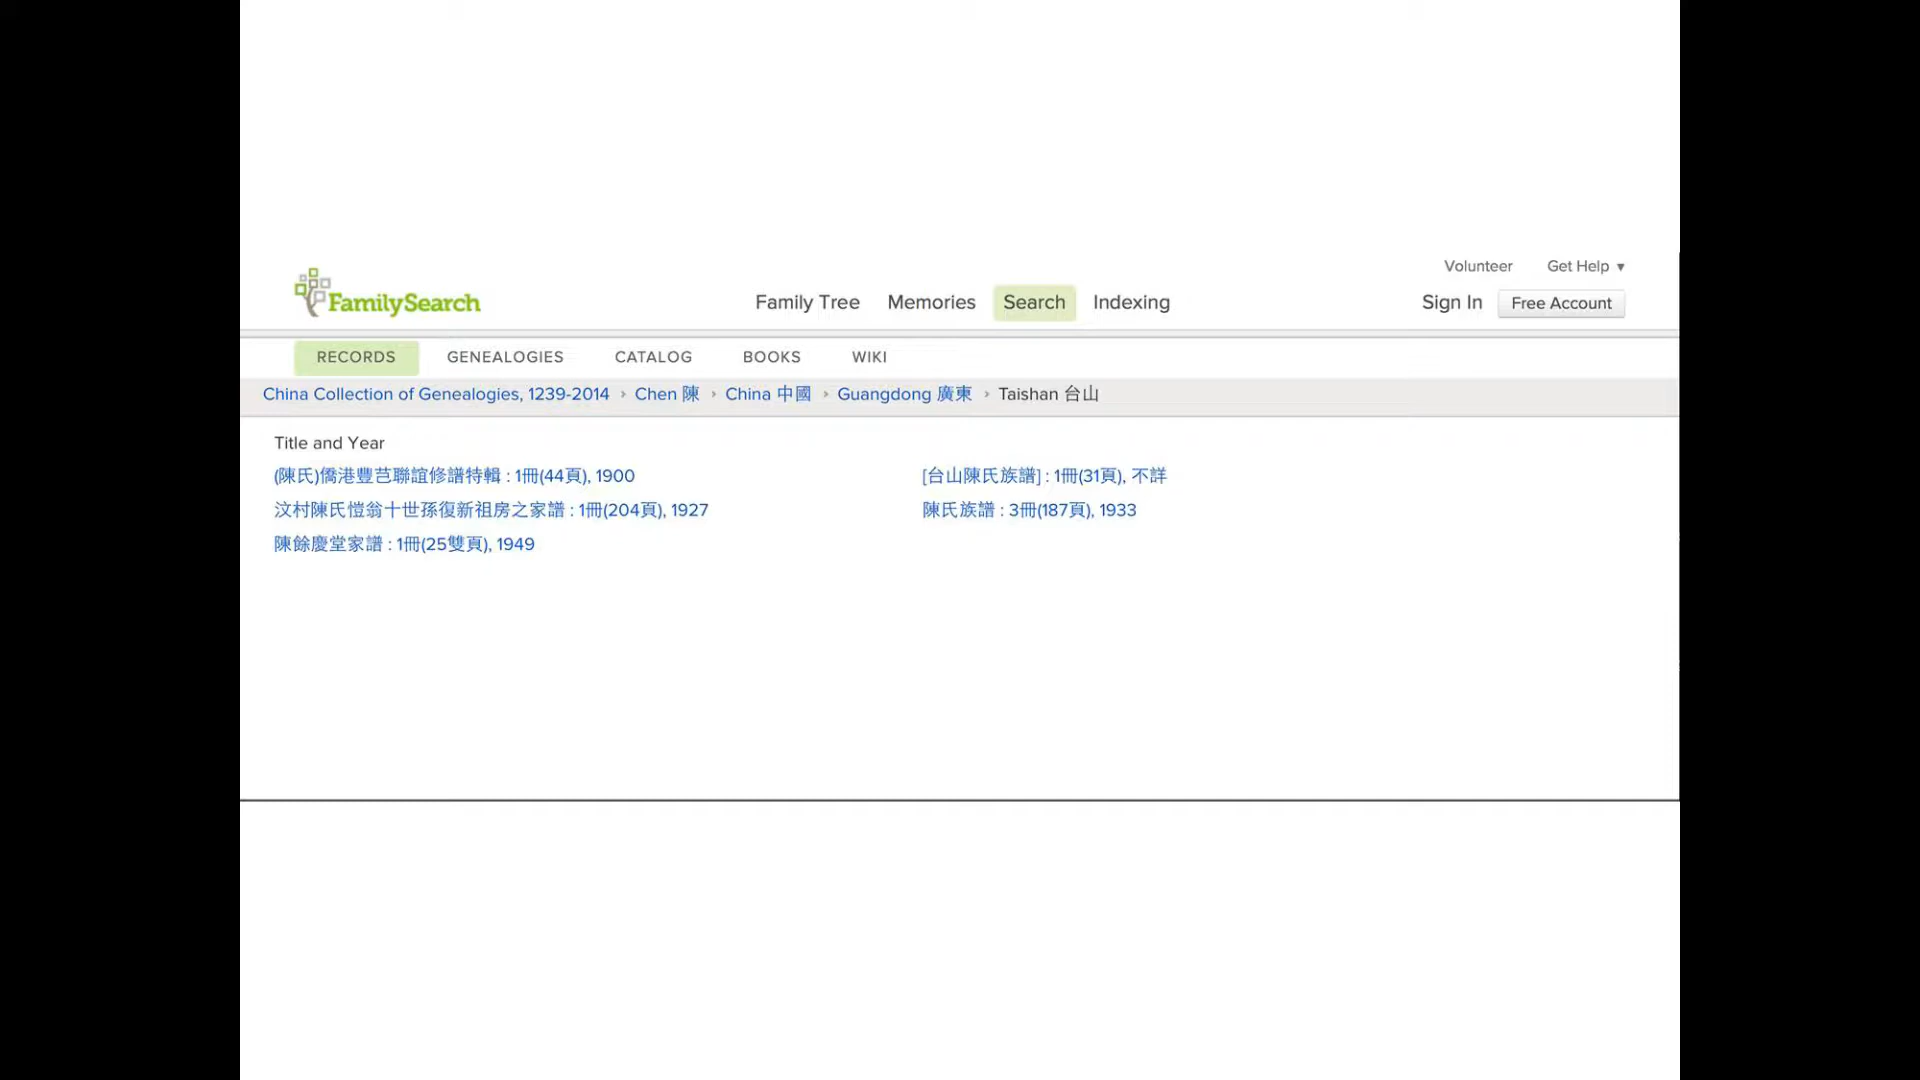 Volunteer Get Help ▼
FamilySearch Family Tree Memories Search Indexing Sign In Free Account
RECORDS GENEALOGIES CATALOG BOOKS WIKI
China Collection of Genealogies, 1239-2014 › Chen 陳 › China 中國 › Guangdong 廣東 › Taishan 台山
Title and Year
(陳氏)僑港豐芑聯誼修譜特輯 : 1冊(44頁), 1900
[台山陳氏族譜] : 1冊(31頁), 不詳
汶村陳氏愷翁十世孫復新祖房之家譜 : 1冊(204頁), 1927
陳氏族譜 : 3冊(187頁), 1933
陳餘慶堂家譜 : 1冊(25雙頁), 1949